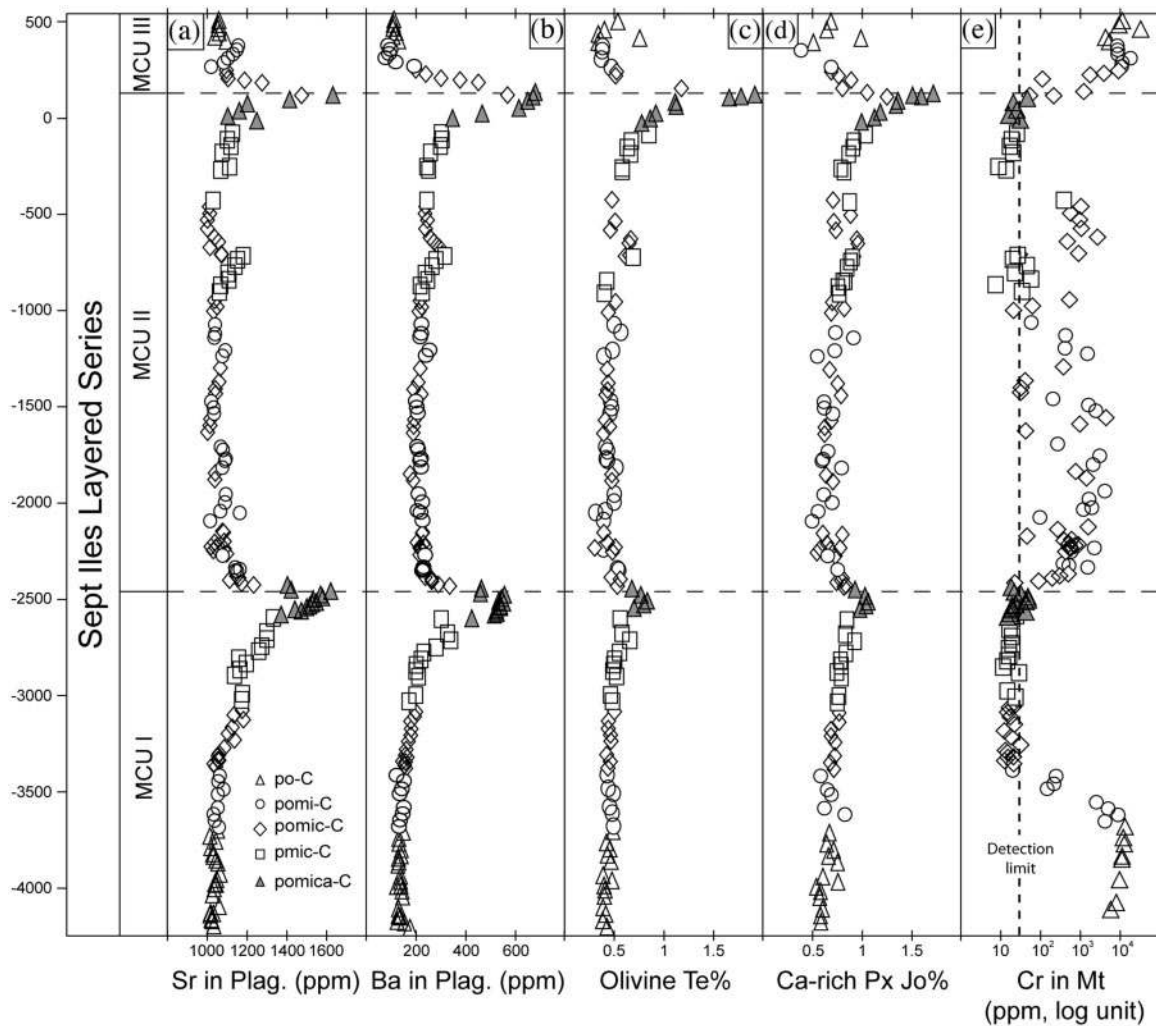 Sept Iles Layered Series
500
0
-500
-1000
-1500
-2000
-2500
-3000
-3500
-4000
MCU III
MCU II
MCU I
(a)
(b)
(c)
(d)
(e)
po-C
pomi-C
pomic-C
pmic-C
pomica-C
Detection
limit
1000 1200 1400 1600
200 400 600
0.5 1 1.5
0.5 1 1.5 2
10 10² 10³ 10⁴
Sr in Plag. (ppm)
Ba in Plag. (ppm)
Olivine Te%
Ca-rich Px Jo%
Cr in Mt
(ppm, log unit)